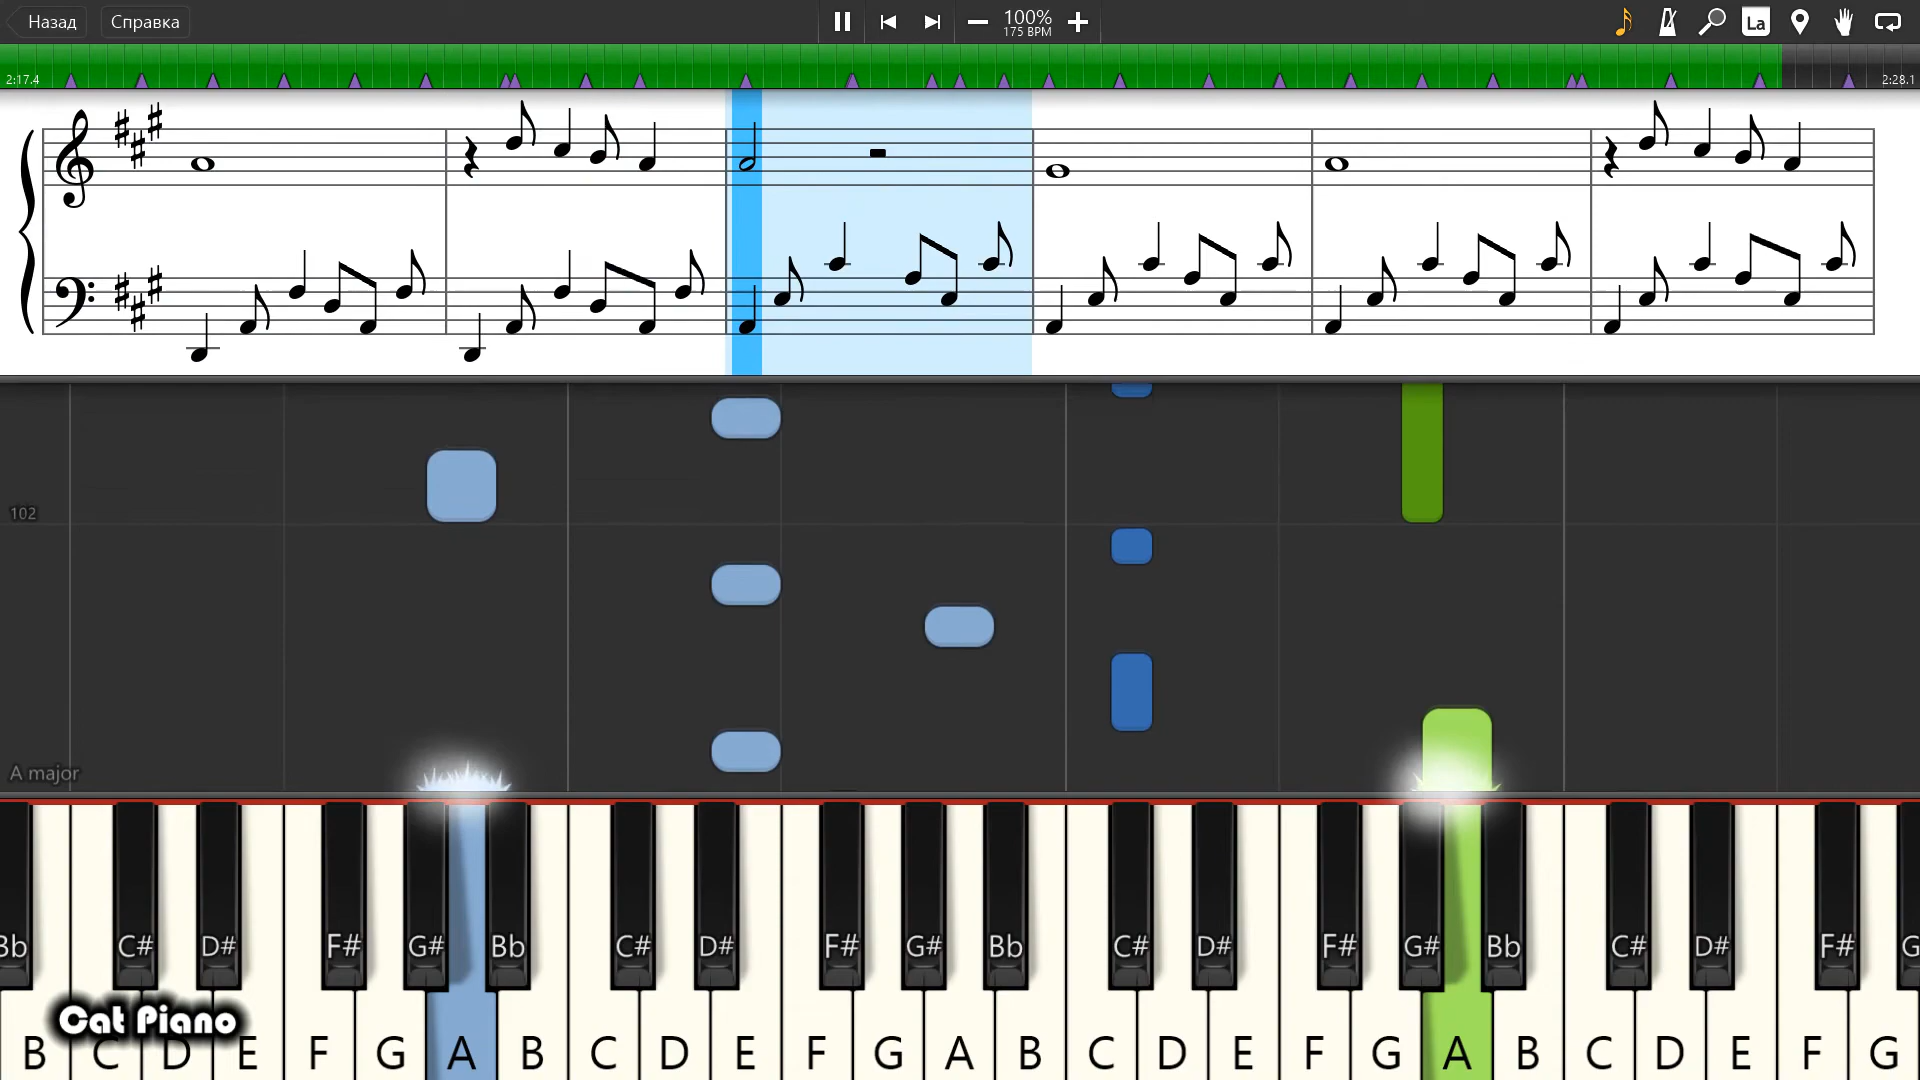 Назад Справка 100% La
175 BPM
2:17.4 2:28.1
102
A major
Bb C# D# F# G# Bb C# D# F# G# Bb C# D# F# G# Bb C# D# F# G
Cat Piano
B C D E F G A B C D E F G A B C D E F G A B C D E F G